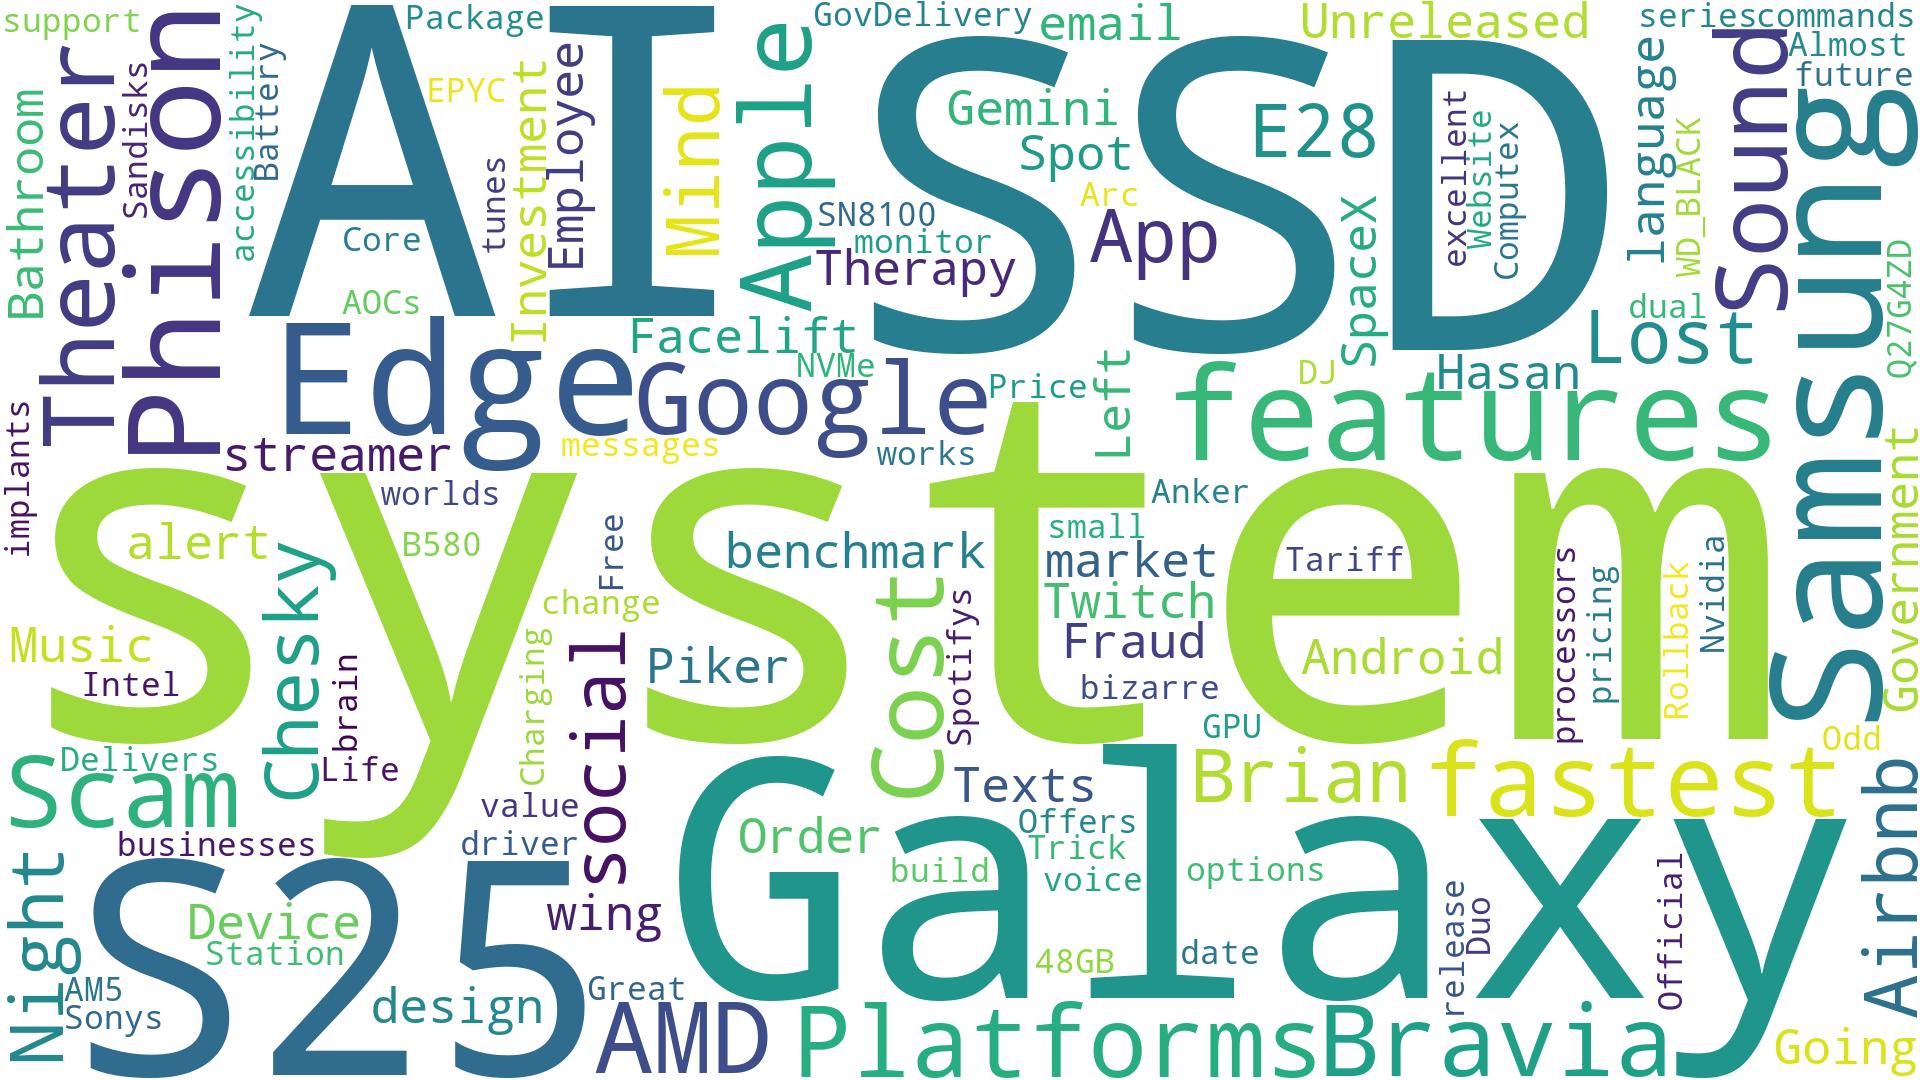 support
Package
GovDelivery
email
Unreleased
seriescommands
Almost
future
Bathroom
Theater
Sandisks
Phison
accessibility
Battery
AI
EPYC
Core
AOCs
tunes
Investment
Employee
Mind
Apple
SSD
Gemini
Spot
E28
Arc
SN8100
monitor
Therapy
App
SpaceX
excellent
Website
Computex
language
WD_BLACK
Sound
Samsung
Q27G4ZD
dual
Lost
Edge
Facelift
NVMe
Google
Price
Left
DJ
Hasan
features
implants
streamer
messages
works
worlds
Anker
Government
system
alert
B580
Free
benchmark
small
market
Tariff
Chesky
change
Cost
Spotifys
Twitch
Fraud
Android
processors
pricing
Rollback
Nvidia
Music
Intel
brain
Charging
social
Piker
bizarre
GPU
Odd
Delivers
Scam
Life
Texts
Brian
fastest
Airbnb
value
businesses
driver
Galaxy
Order
Offers
Trick
build
voice
options
Night
S25
Device
Station
wing
48GB
date
release
Duo
Official
AM5
Sonys
design
Great
AMD
Platforms
Bravia
Going